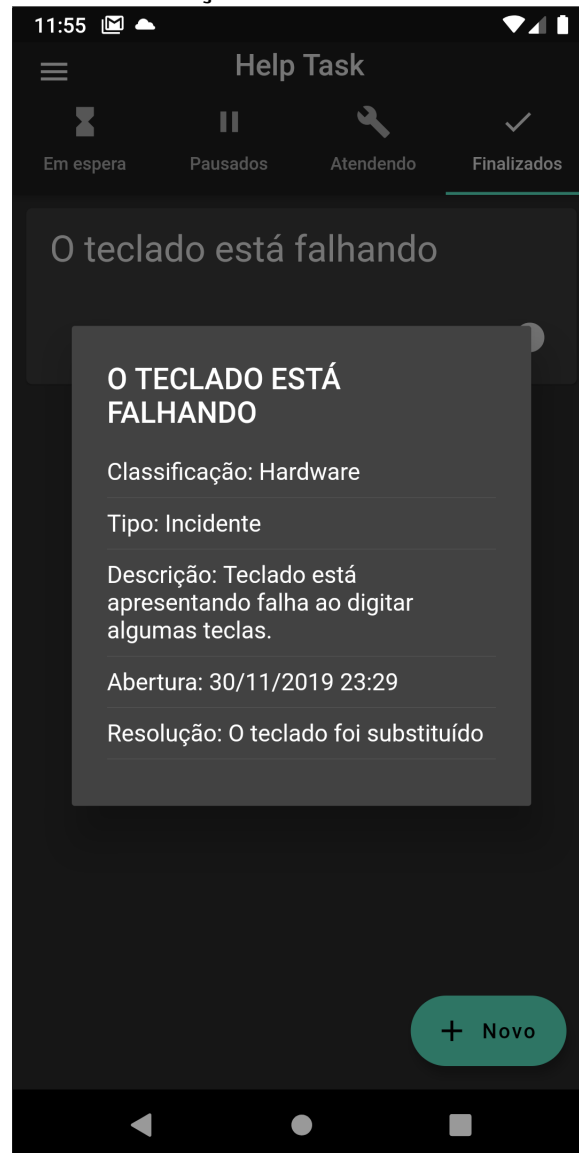 11:55
Help Task
Em espera
Pausados
Atendendo
Finalizados
O teclado está falhando
O TECLADO ESTÁ
FALHANDO
Classificação: Hardware
Tipo: Incidente
Descrição: Teclado está
apresentando falha ao digitar
algumas teclas.
Abertura: 30/11/2019 23:29
Resolução: O teclado foi substituído
+ Novo